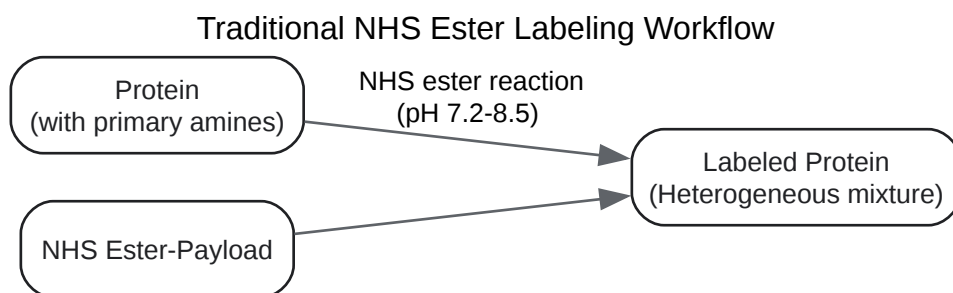 Traditional NHS Ester Labeling Workflow
Protein
(with primary amines)
NHS ester reaction
(pH 7.2-8.5)
Labeled Protein
(Heterogeneous mixture)
NHS Ester-Payload